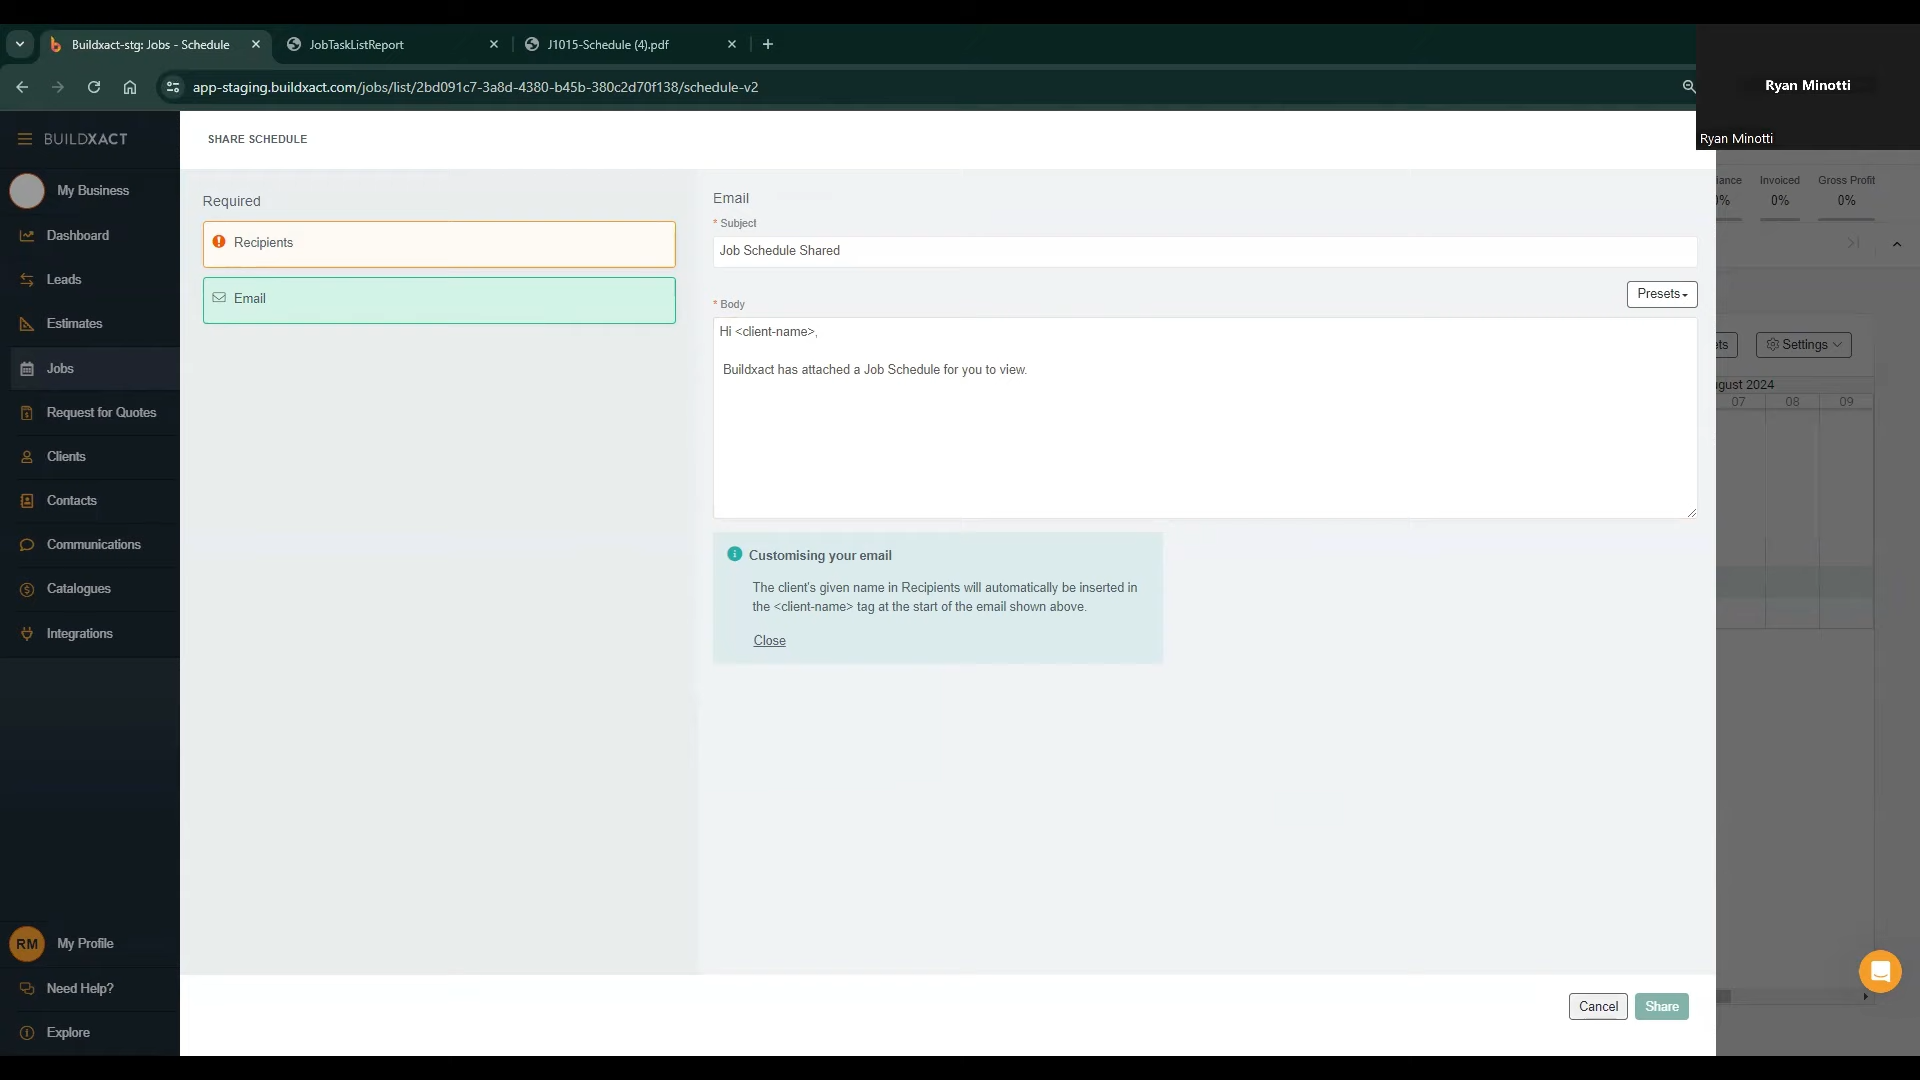 Buildxact-stg: Jobs - Schedule
JobTaskListReport
J1015-Schedule (4).pdf
app-staging.buildxact.com/jobs/list/2bd091c7-3a8d-4380-b45b-380c2d70f138/schedule-v2
Ryan Minotti
Ryan Minotti
BUILDXACT
My Business
Dashboard
Leads
Estimates
Jobs
Request for Quotes
Clients
Contacts
Communications
Catalogues
Integrations
RM
My Profile
Need Help?
Explore
SHARE SCHEDULE
Required
Recipients
Email
Email
* Subject
Job Schedule Shared
* Body
Presets
Hi <client-name>,
Buildxact has attached a Job Schedule for you to view.
Customising your email
The client's given name in Recipients will automatically be inserted in
the <client-name> tag at the start of the email shown above.
Close
Cancel
Share
Invoiced
Gross Profit
0%
0%
Settings
2024
07
08
09